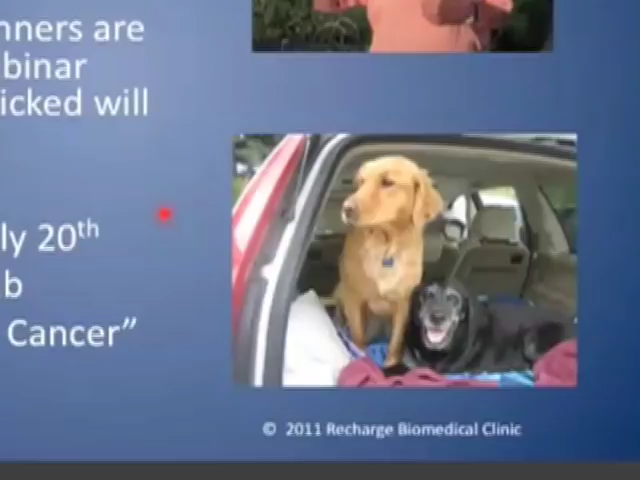 nners are
binar
icked will
ly 20th
b
Cancer”
© 2011 Recharge Biomedical Clinic